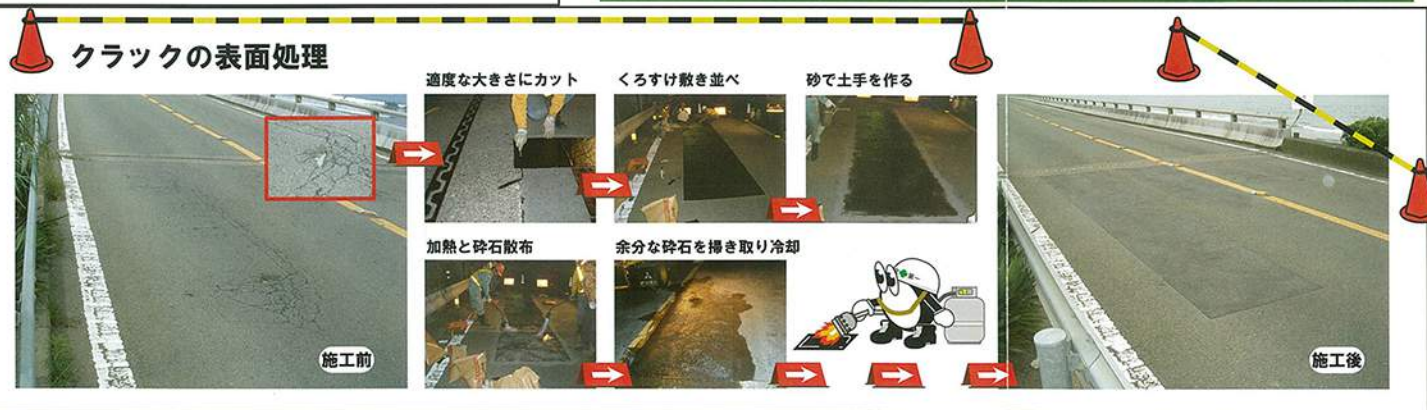 クラックの表面処理
適度な大きさにカット
くろすけ敷き並べ
砂で土手を作る
加熱と砕石散布
余分な砕石を掃き取り冷却
施工前
施工後